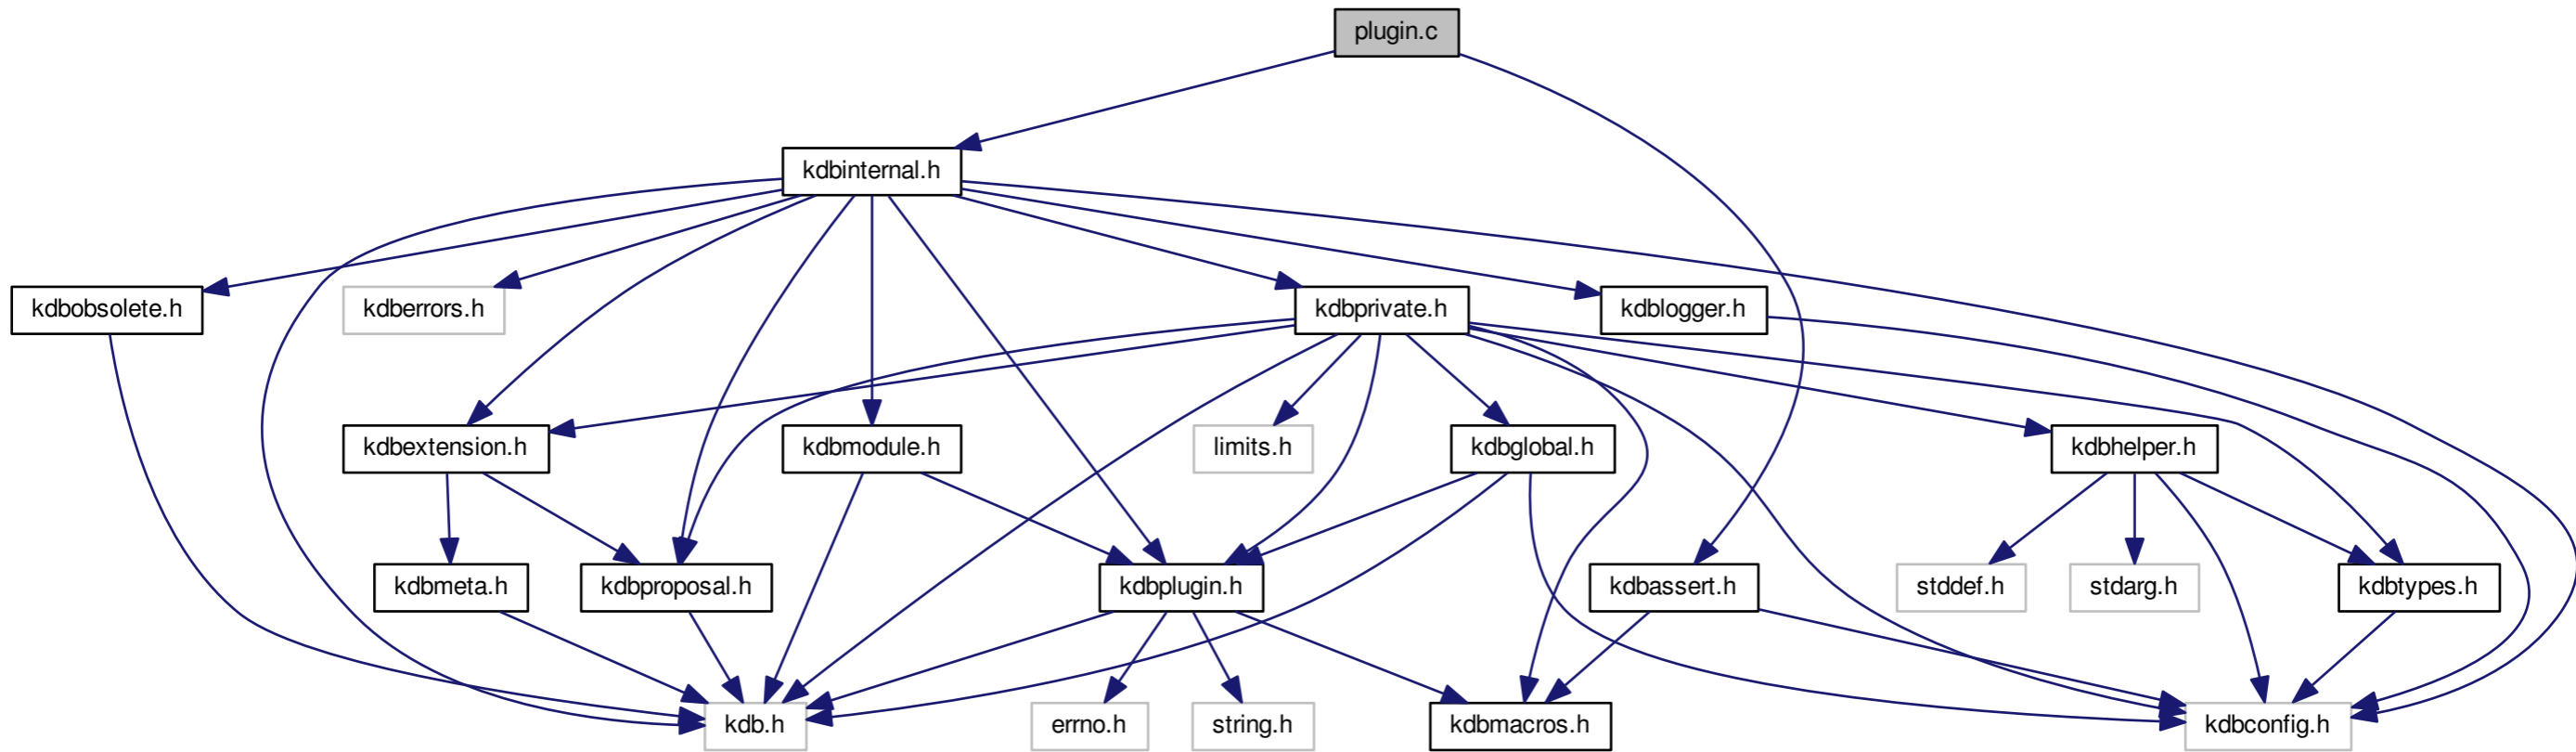 plugin.c
kdbinternal.h
kdbobsolete.h
kdberrors.h
kdbprivate.h
kdblogger.h
kdbextension.h
kdbmodule.h
limits.h
kdbglobal.h
kdbhelper.h
kdbmeta.h
kdbproposal.h
kdbplugin.h
kdbassert.h
stddef.h
stdarg.h
kdbtypes.h
kdb.h
errno.h
string.h
kdbmacros.h
kdbconfig.h